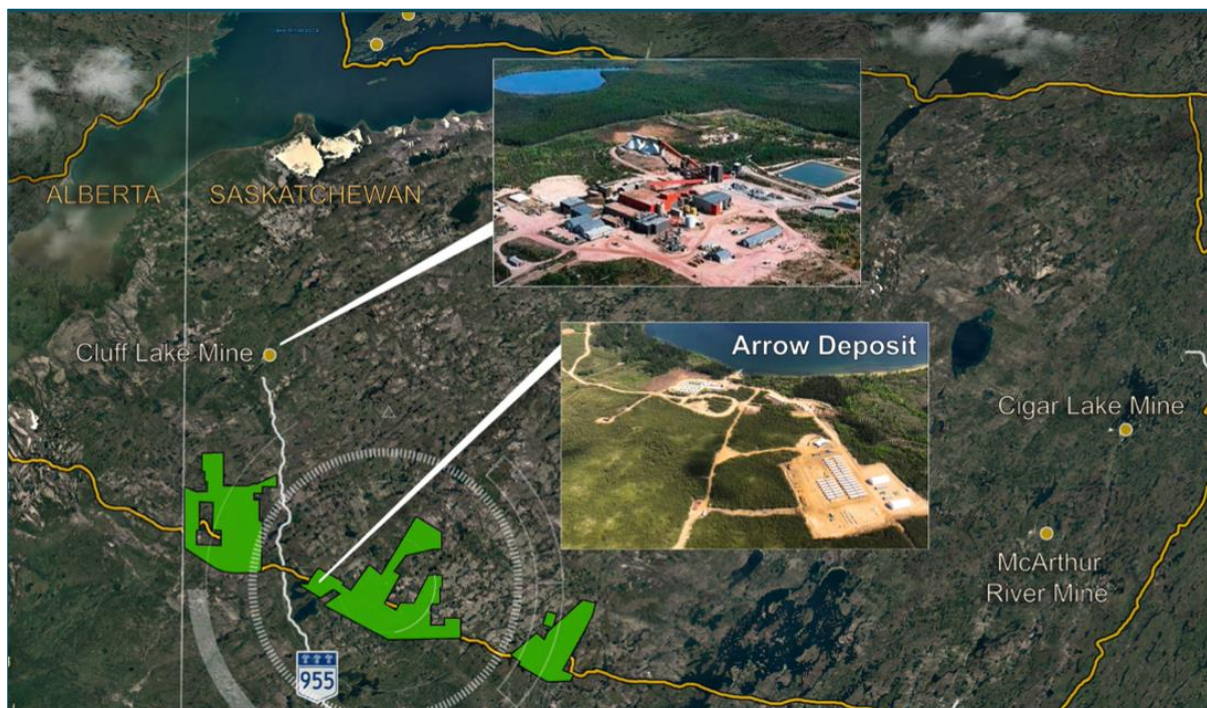 ALBERTA
SASKATCHEWAN
Cluff Lake Mine
Arrow Deposit
Cigar Lake Mine
McArthur
River Mine
955